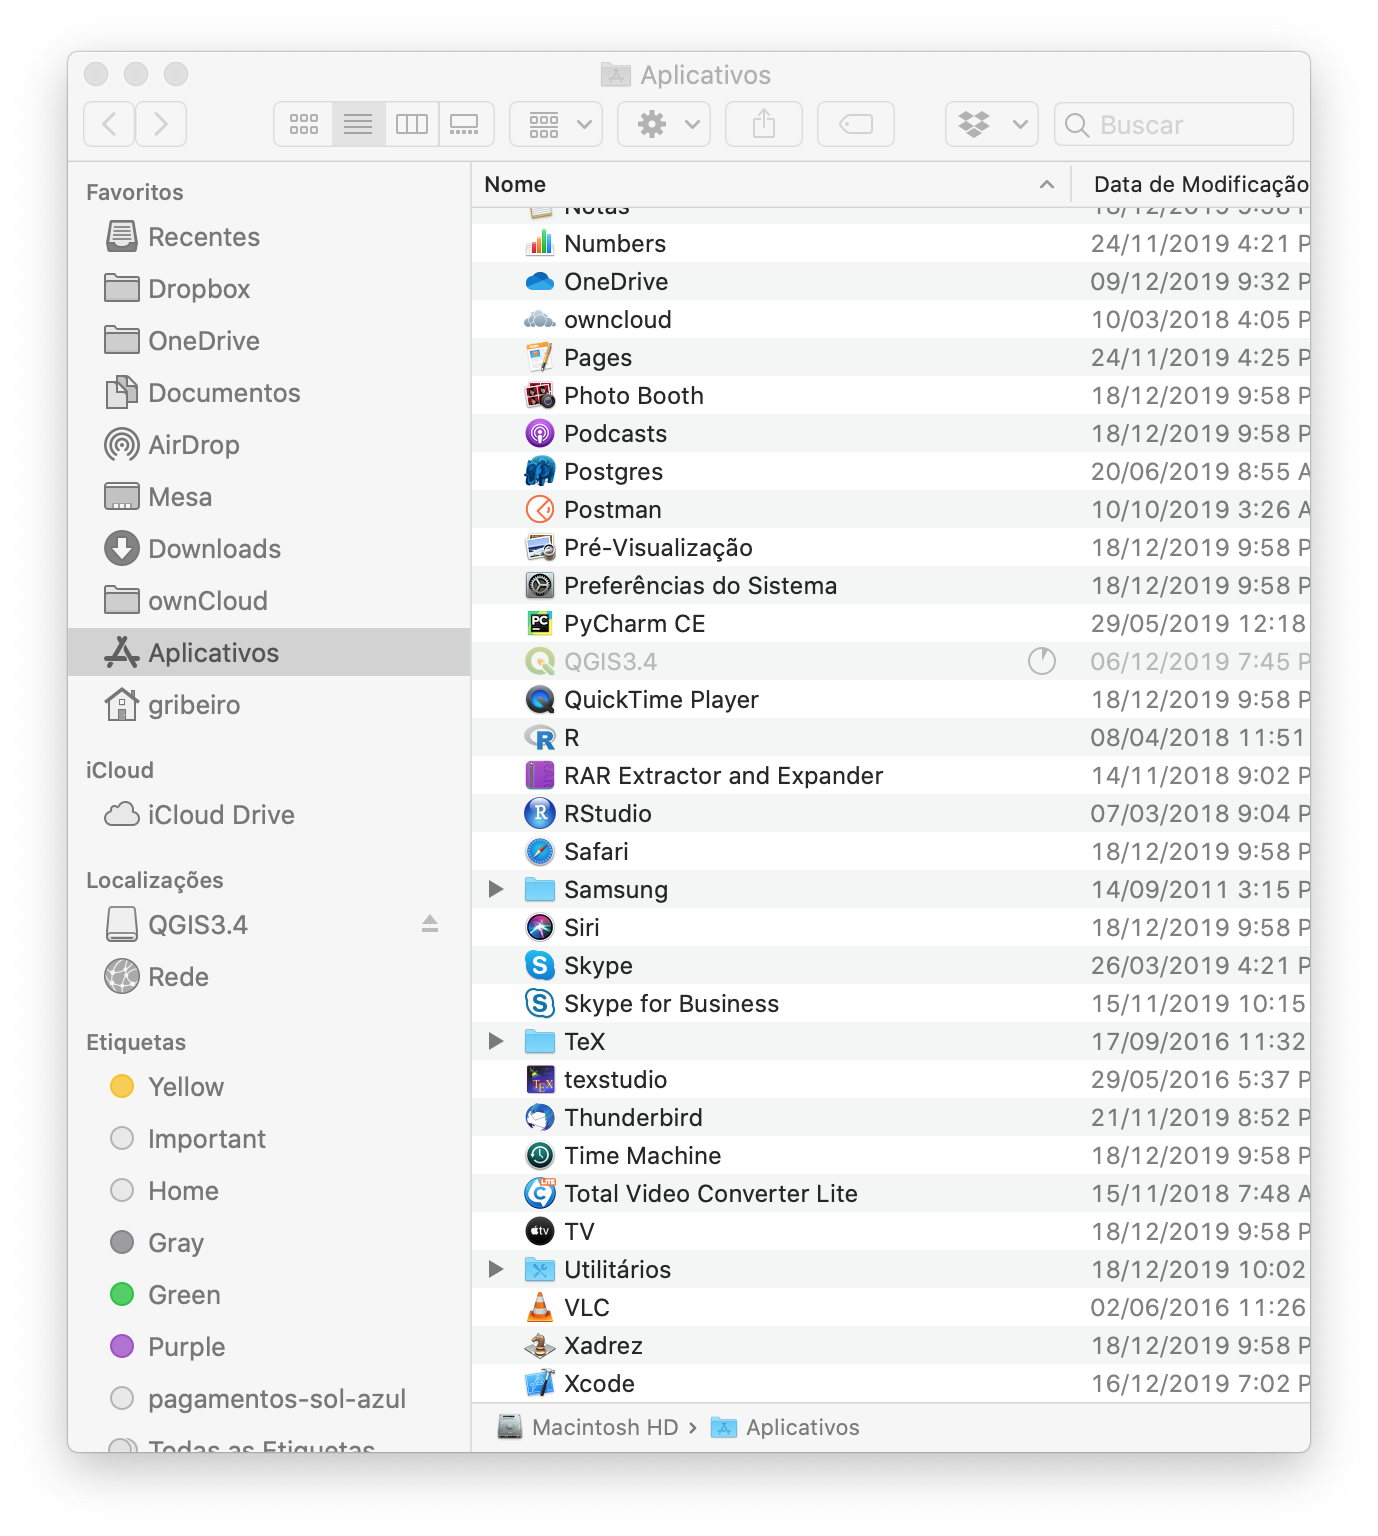 Aplicativos
Buscar
Favoritos
Recentes
Dropbox
OneDrive
Documentos
AirDrop
Mesa
Downloads
ownCloud
Aplicativos
gribeiro
iCloud
iCloud Drive
Localizações
QGIS3.4
Rede
Etiquetas
Yellow
Important
Home
Gray
Green
Purple
pagamentos-sol-azul
Todas as Etiquetas
Nome Data de Modificação
Notas 18/12/2019 9:58 P
Numbers 24/11/2019 4:21 P
OneDrive 09/12/2019 9:32 P
owncloud 10/03/2018 4:05 P
Pages 24/11/2019 4:25 P
Photo Booth 18/12/2019 9:58 P
Podcasts 18/12/2019 9:58 P
Postgres 20/06/2019 8:55 A
Postman 10/10/2019 3:26 A
Pré-Visualização 18/12/2019 9:58 P
Preferências do Sistema 18/12/2019 9:58 P
PyCharm CE 29/05/2019 12:18
QGIS3.4 06/12/2019 7:45 P
QuickTime Player 18/12/2019 9:58 P
R 08/04/2018 11:51
RAR Extractor and Expander 14/11/2018 9:02 P
RStudio 07/03/2018 9:04 P
Safari 18/12/2019 9:58 P
Samsung 14/09/2011 3:15 P
Siri 18/12/2019 9:58 P
Skype 26/03/2019 4:21 P
Skype for Business 15/11/2019 10:15
TeX 17/09/2016 11:32
texstudio 29/05/2016 5:37 P
Thunderbird 21/11/2019 8:52 P
Time Machine 18/12/2019 9:58 P
Total Video Converter Lite 15/11/2018 7:48 A
TV 18/12/2019 9:58 P
Utilitários 18/12/2019 10:02
VLC 02/06/2016 11:26
Xadrez 18/12/2019 9:58 P
Xcode 16/12/2019 7:02 P
Macintosh HD › Aplicativos